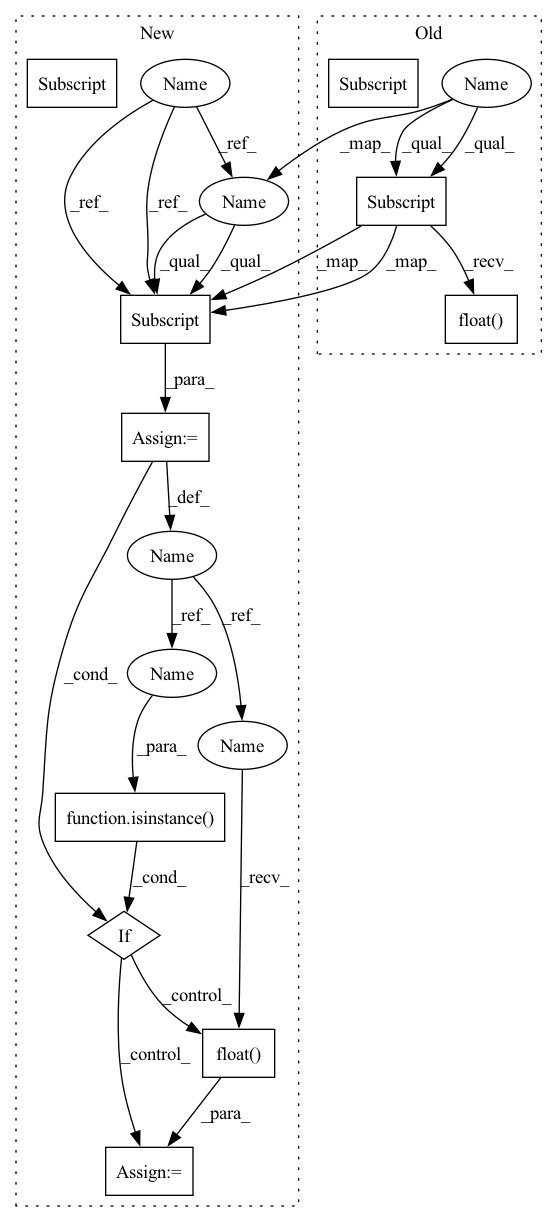 New
Old
Subscript
Name
Subscript
Name
_ref_
_map_
_qual_
_qual_
_ref_
_ref_
Name
Subscript
_qual_
_qual_
_map_
_map_
_recv_
Subscript
float()
_para_
Assign:=
_def_
Name
_ref_
_ref_
_cond_
Name
Name
_para_
function.isinstance()
_cond_
_recv_
If
_control_
_control_
float()
_para_
Assign:=